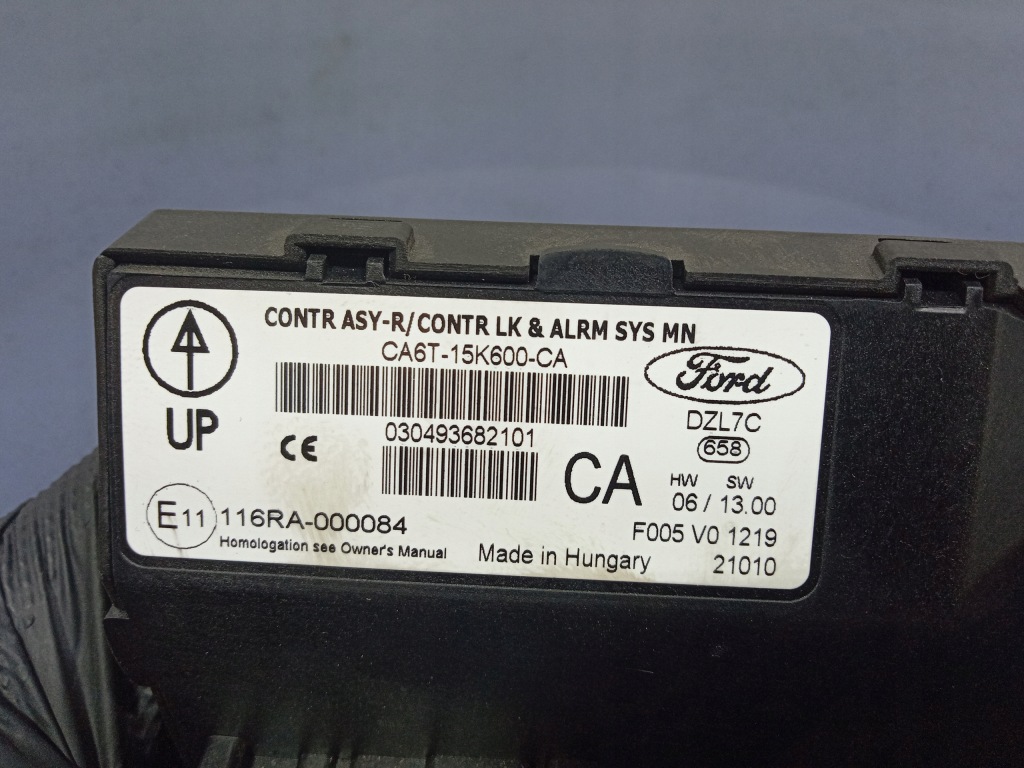 CONTR ASY-R/CONTR LK & ALRM SYS MN
CA6T-15K600-CA
Ford
UP
CE
030493682101
CA
DZL7C
658
HW SW
06 / 13.00
E11 116RA-000084
Homologation see Owner's Manual
Made in Hungary
F005 V0 1219
21010